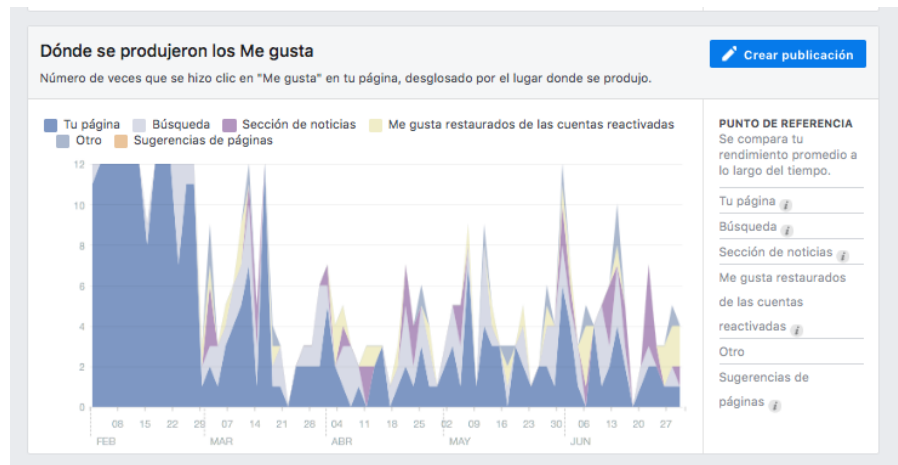 Dónde se produjeron los Me gusta
Número de veces que se hizo clic en "Me gusta" en tu página, desglosado por el lugar donde se produjo.
Crear publicación
Tu página Búsqueda Sección de noticias Me gusta restaurados de las cuentas reactivadas
Otro Sugerencias de páginas
12
10
8
6
4
2
0
08 15 22 29 07 14 21 28 04 11 18 25 02 09 16 23 30 06 13 20 27
FEB MAR ABR MAY JUN
PUNTO DE REFERENCIA
Se compara tu
rendimiento promedio a
lo largo del tiempo.
Tu página i
Búsqueda i
Sección de noticias i
Me gusta restaurados
de las cuentas
reactivadas i
Otro
Sugerencias de
páginas i